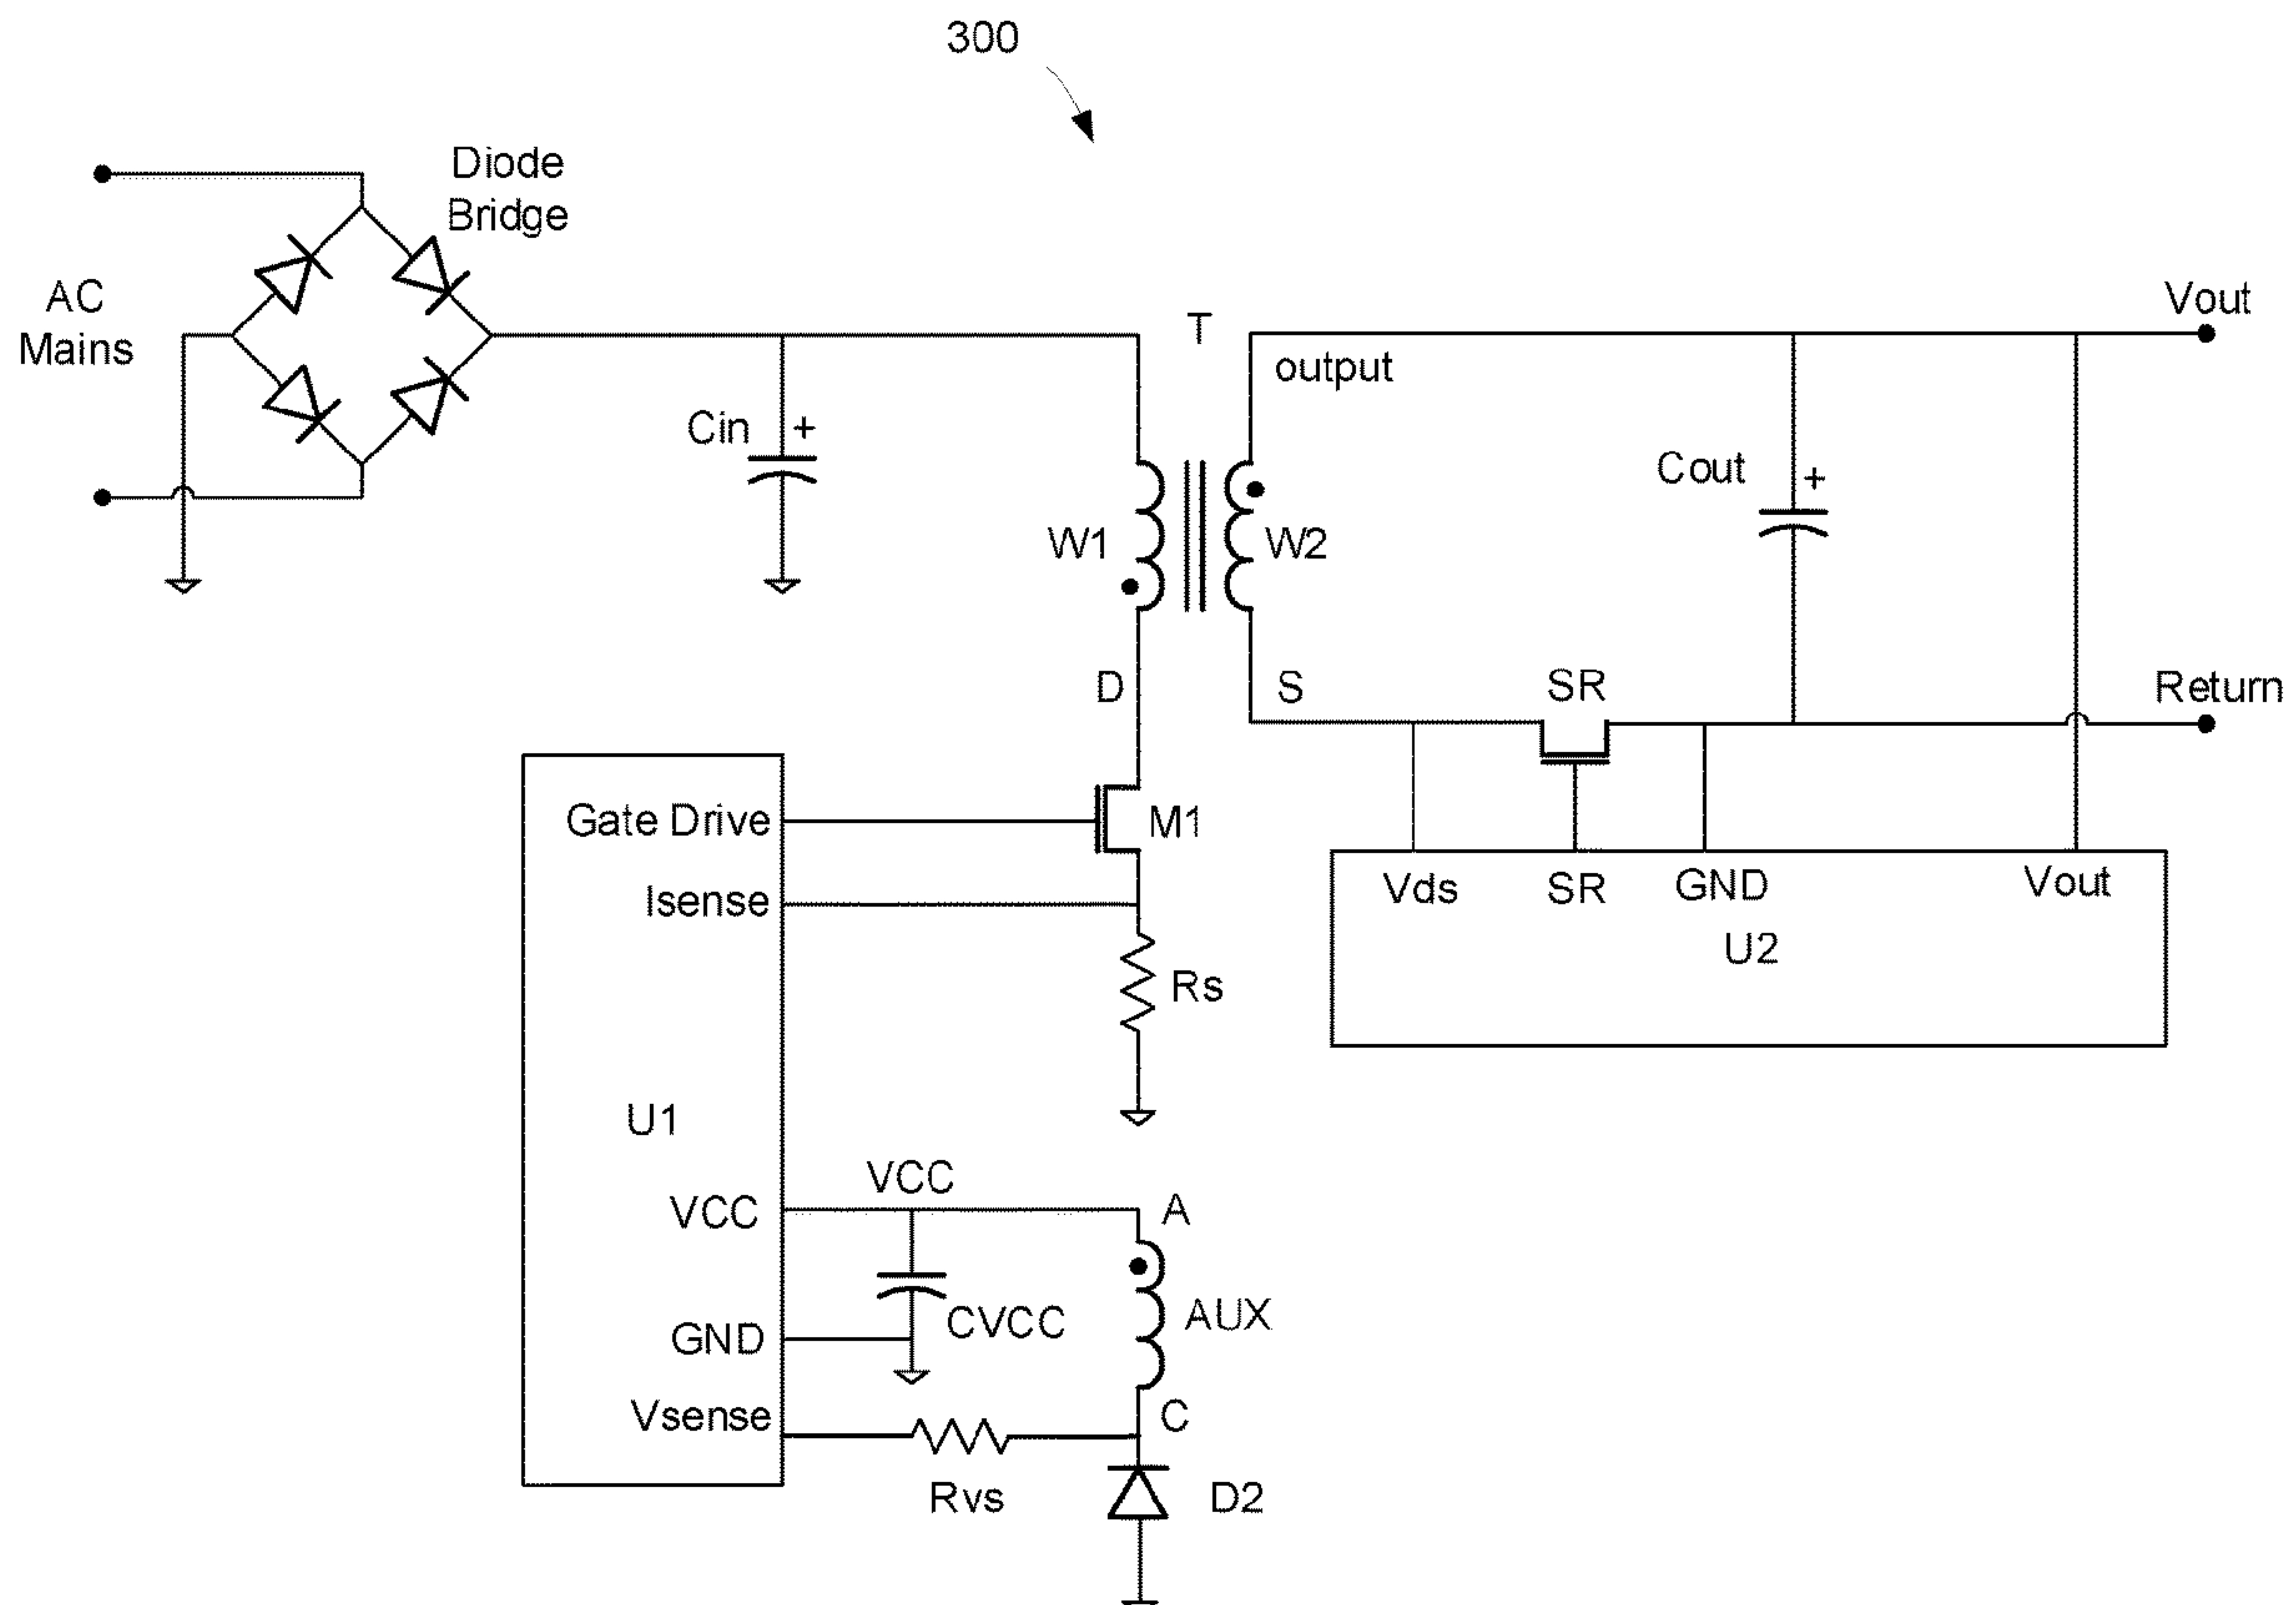 300
Diode
Bridge
AC
Mains
T
Vout
output
Cin
+
Cout
+
W1
W2
D
S
SR
Return
Gate Drive
M1
Isense
Vds
SR
GND
Vout
U2
Rs
U1
VCC
VCC
A
CVCC
AUX
GND
Vsense
C
Rvs
D2